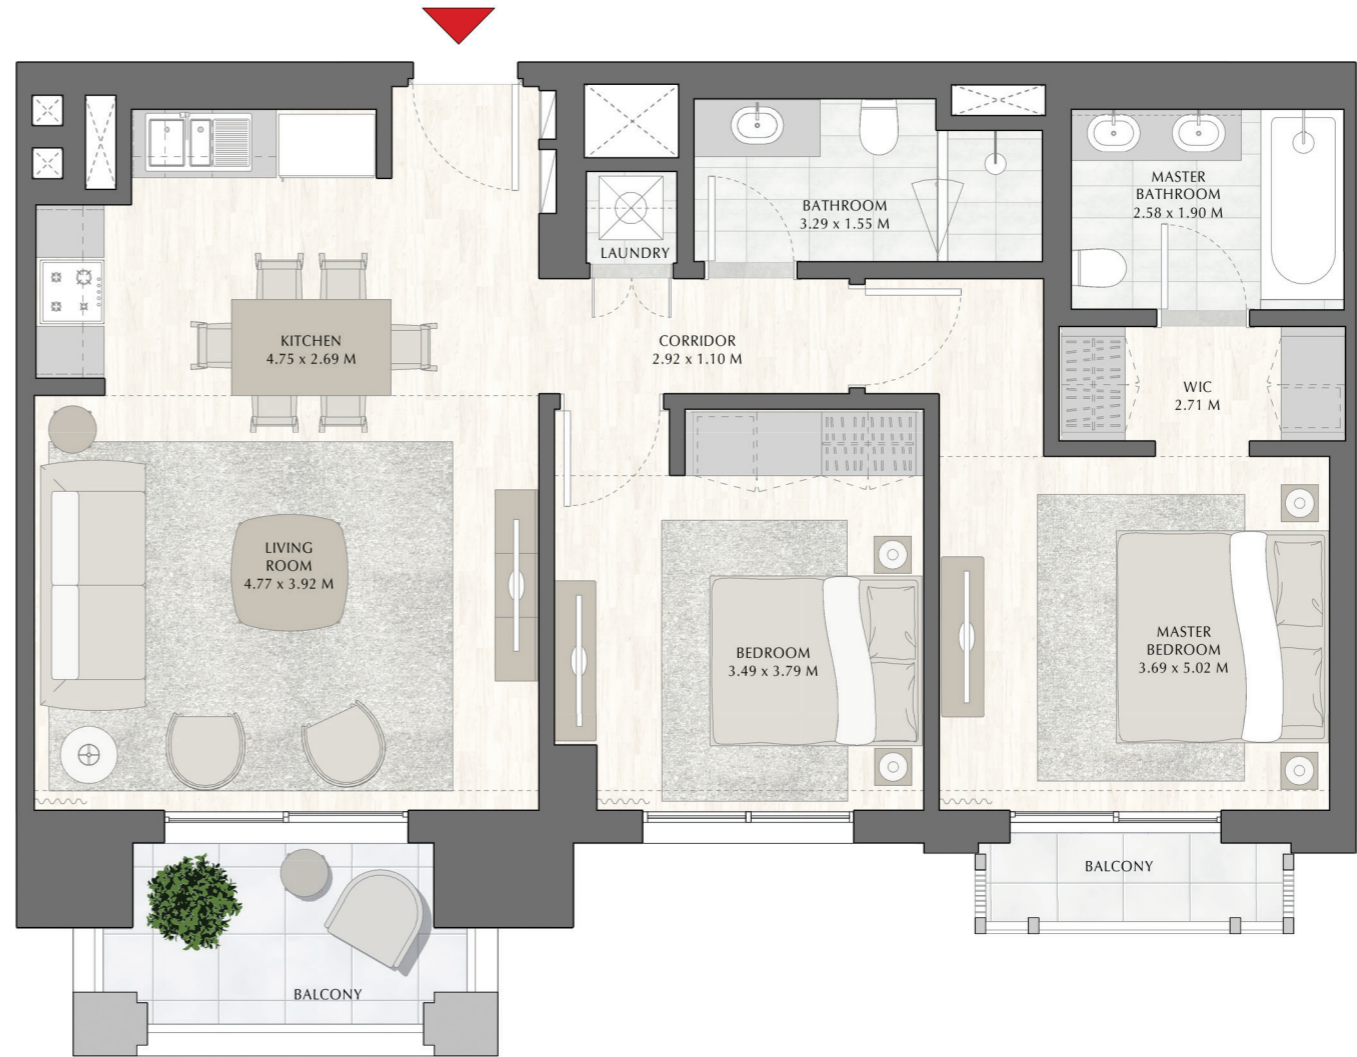 MASTER
BATHROOM
2.58 x 1.90 M
BATHROOM
3.29 x 1.55 M
LAUNDRY
KITCHEN
4.75 x 2.69 M
CORRIDOR
2.92 x 1.10 M
WIC
2.71 M
LIVING
ROOM
4.77 x 3.92 M
BEDROOM
3.49 x 3.79 M
MASTER
BEDROOM
3.69 x 5.02 M
BALCONY
BALCONY